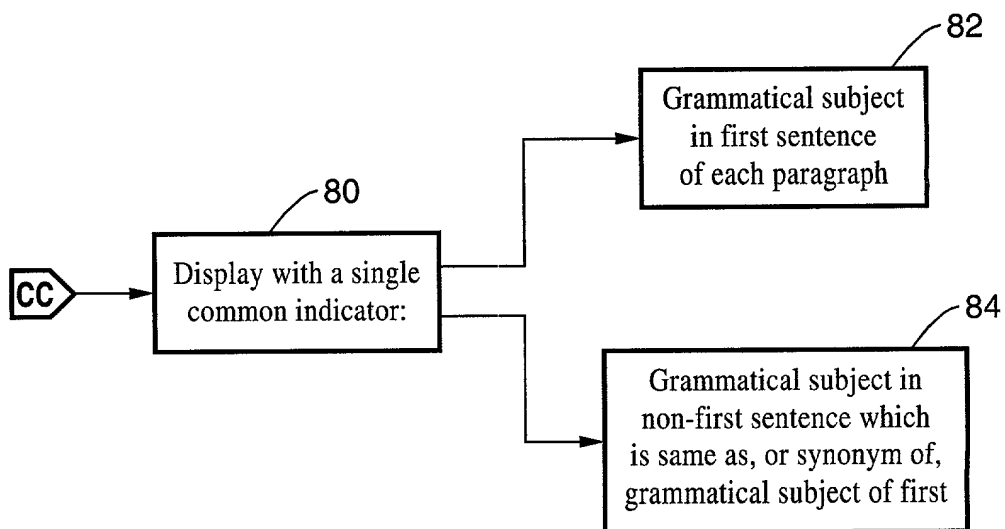 82
Grammatical subject
in first sentence
of each paragraph
80
CC
Display with a single
common indicator:
84
Grammatical subject in
non-first sentence which
is same as, or synonym of,
grammatical subject of first